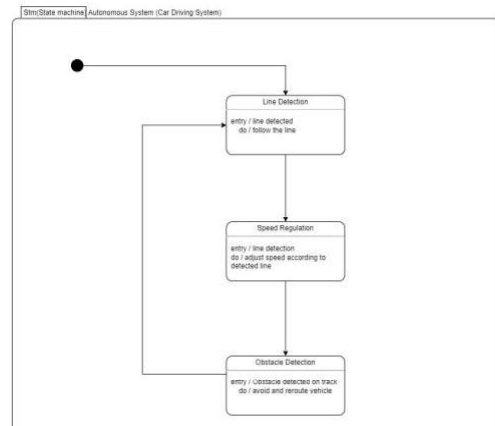 Stm(State machine) Autonomous System (Car Driving System)
Line Detection
entry / line detected
do / follow the line
Speed Regulation
entry / line detection
do / adjust speed according to
detected line
Obstacle Detection
entry / Obstacle detected on track
do / avoid and reroute vehicle